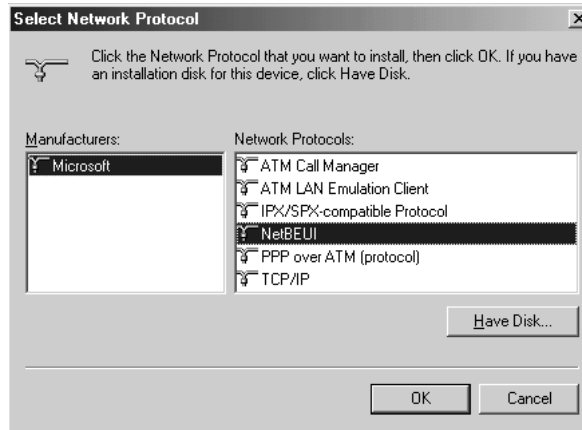 Select Network Protocol
Click the Network Protocol that you want to install, then click OK. If you have
an installation disk for this device, click Have Disk.
Manufacturers:
Microsoft
Network Protocols:
ATM Call Manager
ATM LAN Emulation Client
IPX/SPX-compatible Protocol
NetBEUI
PPP over ATM (protocol)
TCP/IP
Have Disk...
OK
Cancel